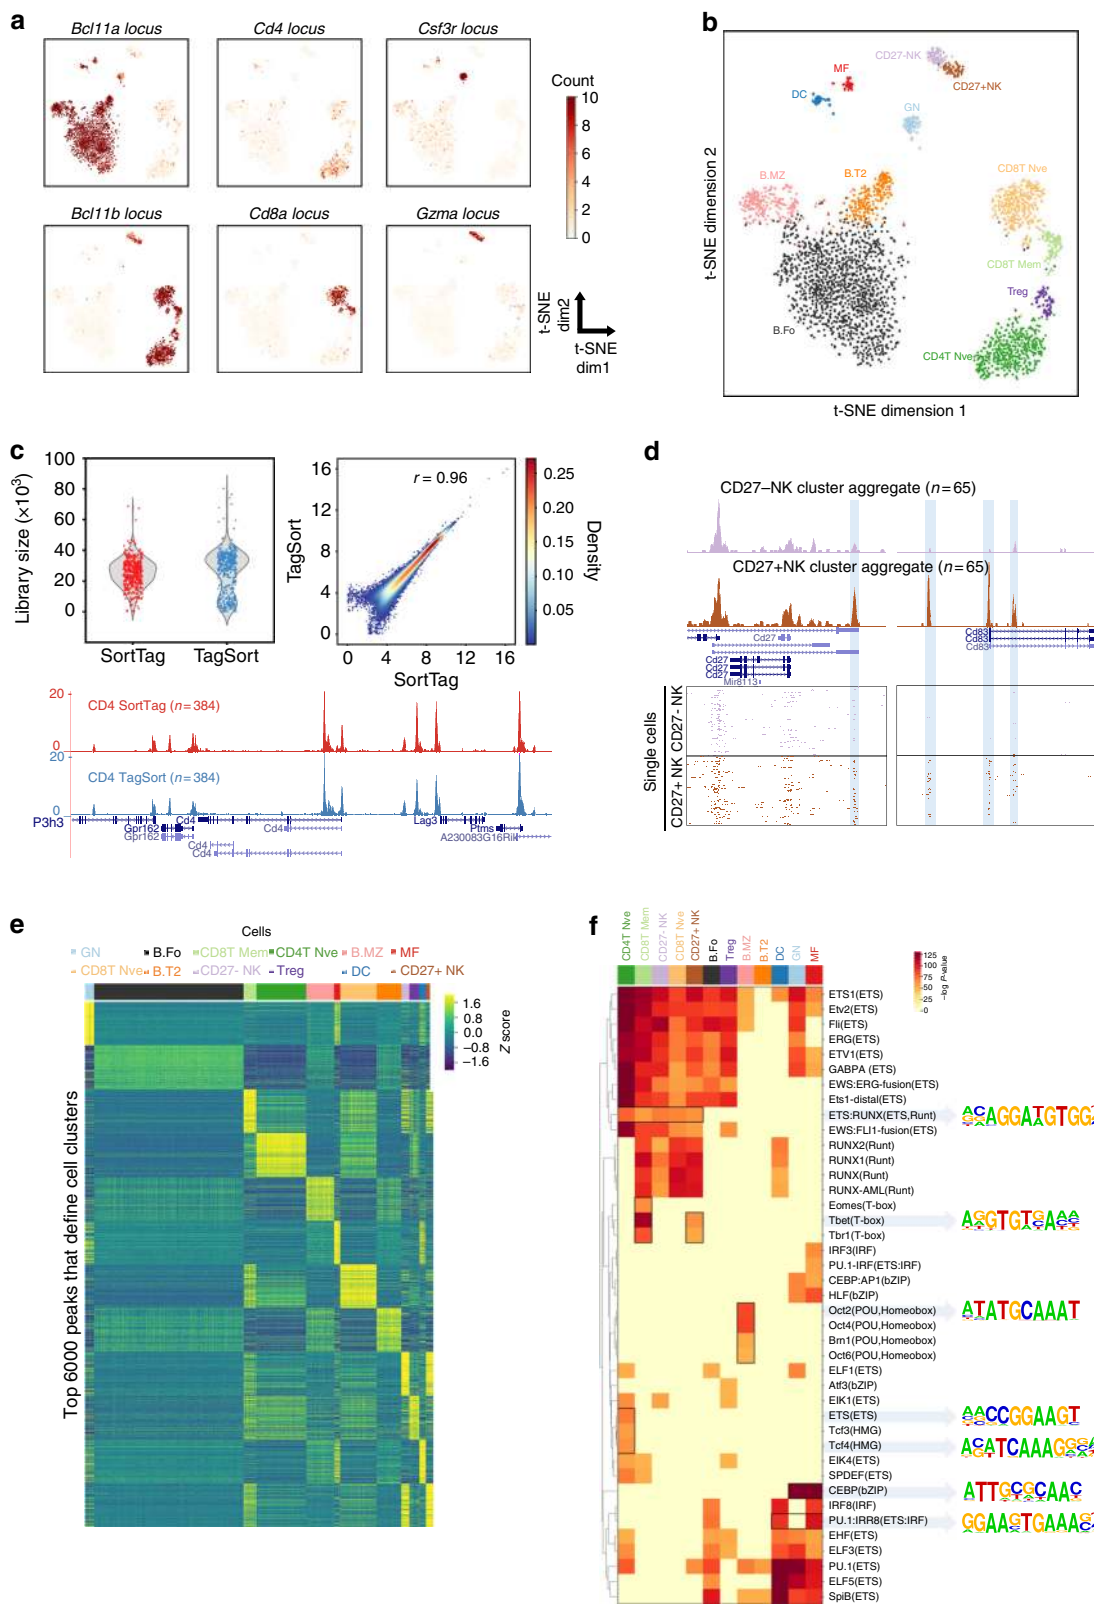 a
Bcl11a locus
Cd4 locus
Csf3r locus
Count
10
8
6
4
2
0
Bcl11b locus
Cd8a locus
Gzma locus
t-SNE
dim2
t-SNE
dim1
b
CD27-NK
MF
CD27+NK
DC
GN
CD8T Nve
B.MZ
B.T2
CD8T Mem
Treg
B.Fo
CD4T Nve
t-SNE dimension 2
t-SNE dimension 1
c
Library size (×10³)
100
80
60
40
20
0
SortTag
TagSort
TagSort
16
12
8
4
0
r = 0.96
0 4 8 12 16
SortTag
0.25
0.20
0.15
0.10
0.05
Density
20
CD4 SortTag (n = 384)
0
20
CD4 TagSort (n = 384)
0
P3h3
Cd4
Lag3
Gpr162
Cd4
Ptms
Gpr162
A230083G16Rik
Cd4
Cd4
d
CD27–NK cluster aggregate (n = 65)
CD27+NK cluster aggregate (n = 65)
Cd27
Cd83
Cd83
Cd83
Cd27
Cd27
Cd27
Mir8113
Single cells
CD27- NK
CD27+ NK
e
Cells
GN
B.Fo
CD8T Mem
CD4T Nve
B.MZ
MF
CD8T Nve
B.T2
CD27- NK
Treg
DC
CD27+ NK
Top 6000 peaks that define cell clusters
1.6
0.8
0.0
−0.8
−1.6
Z score
f
CD4T Nve
CD8T Mem
CD27- NK
CD8T Nve
CD27+ NK
B.Fo
Treg
B.MZ
B.T2
DC
GN
MF
125
100
75
50
25
0
−log P-value
ETS1(ETS)
Etv2(ETS)
Fli(ETS)
ERG(ETS)
ETV1(ETS)
GABPA (ETS)
EWS:ERG-fusion(ETS)
Ets1-distal(ETS)
ETS:RUNX(ETS,Runt)
EWS:FLI1-fusion(ETS)
RUNX2(Runt)
RUNX1(Runt)
RUNX(Runt)
RUNX-AML(Runt)
Eomes(T-box)
Tbet(T-box)
Tbr1(T-box)
IRF3(IRF)
PU.1-IRF(ETS:IRF)
CEBP:AP1(bZIP)
HLF(bZIP)
Oct2(POU,Homeobox)
Oct4(POU,Homeobox)
Brn1(POU,Homeobox)
Oct6(POU,Homeobox)
ELF1(ETS)
Atf3(bZIP)
ElK1(ETS)
ETS(ETS)
Tcf3(HMG)
Tcf4(HMG)
ElK4(ETS)
SPDEF(ETS)
CEBP(bZIP)
IRF8(IRF)
PU.1:IRR8(ETS:IRF)
EHF(ETS)
ELF3(ETS)
PU.1(ETS)
ELF5(ETS)
SpiB(ETS)